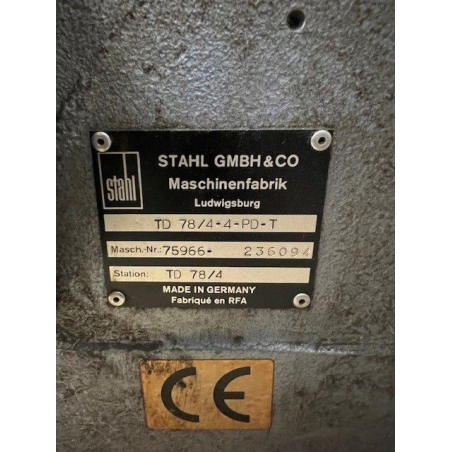 stahl
STAHL GMBH & CO
Maschinenfabrik
Ludwigsburg
TD 78/4-4-PD-T
Masch.-Nr.: 75966- 236094
Station: TD 78/4
MADE IN GERMANY
Fabriqué en RFA
CE